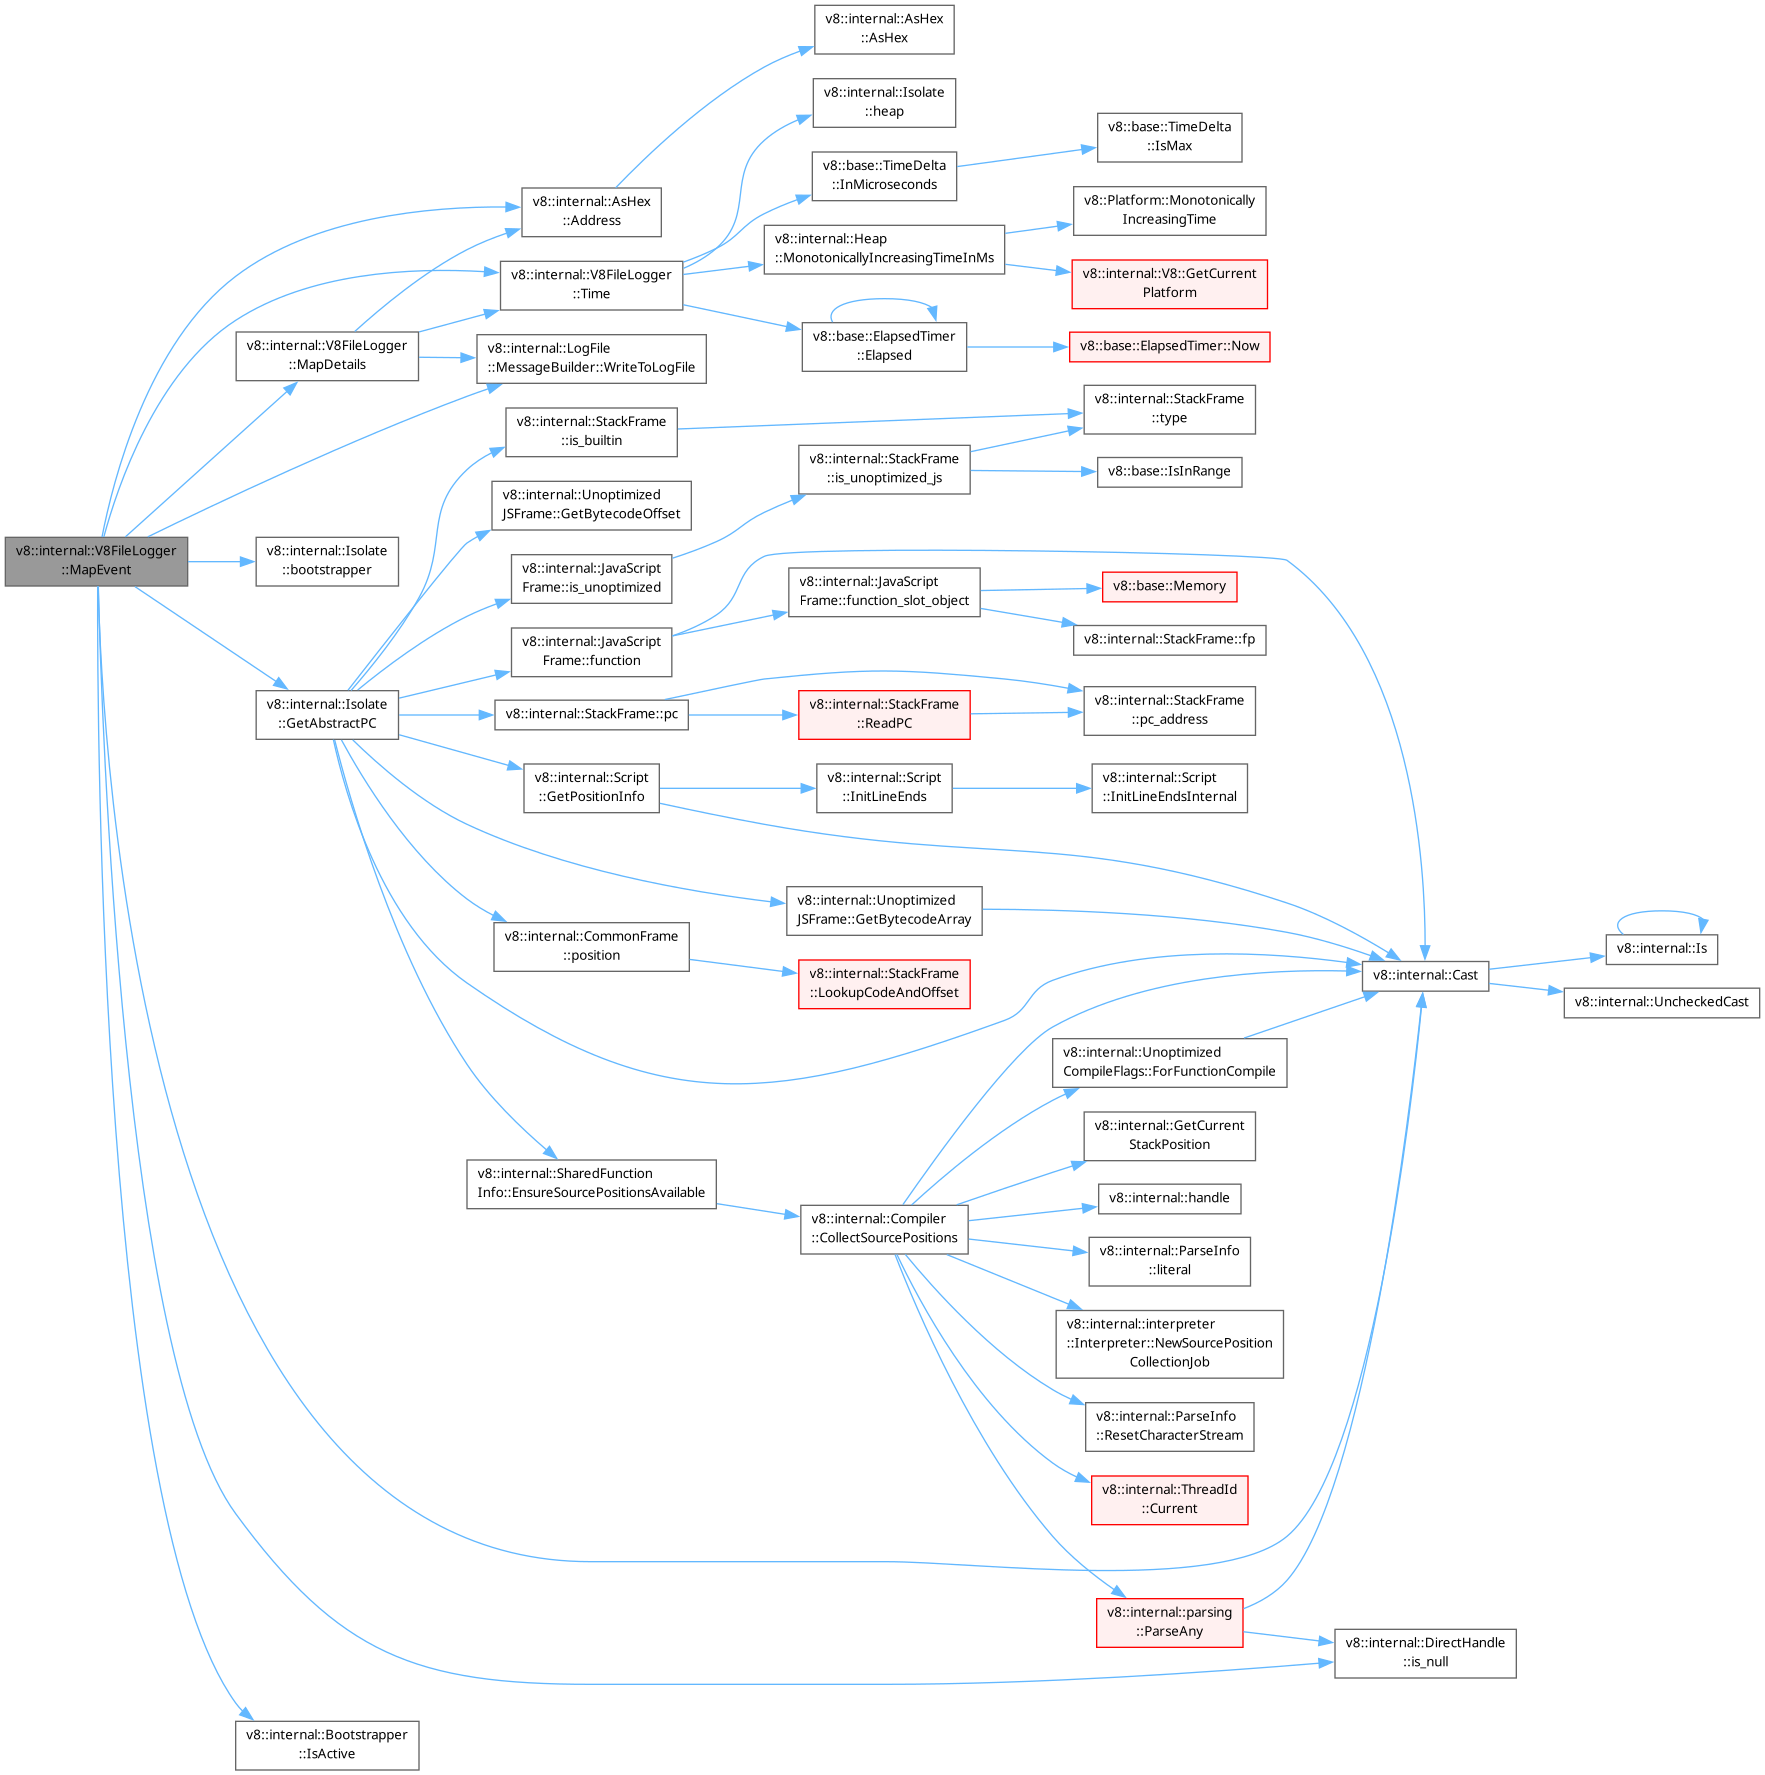 v8::internal::AsHex
::AsHex
v8::internal::Isolate
::heap
v8::base::TimeDelta
::IsMax
v8::base::TimeDelta
::InMicroseconds
v8::internal::AsHex
::Address
v8::Platform::Monotonically
IncreasingTime
v8::internal::Heap
::MonotonicallyIncreasingTimeInMs
v8::internal::V8FileLogger
::Time
v8::internal::V8::GetCurrent
Platform
v8::base::ElapsedTimer
::Elapsed
v8::base::ElapsedTimer::Now
v8::internal::V8FileLogger
::MapDetails
v8::internal::LogFile
::MessageBuilder::WriteToLogFile
v8::internal::StackFrame
::type
v8::internal::StackFrame
::is_builtin
v8::internal::StackFrame
::is_unoptimized_js
v8::base::IsInRange
v8::internal::Unoptimized
JSFrame::GetBytecodeOffset
v8::internal::V8FileLogger
::MapEvent
v8::internal::Isolate
::bootstrapper
v8::internal::JavaScript
Frame::is_unoptimized
v8::internal::JavaScript
Frame::function_slot_object
v8::base::Memory
v8::internal::JavaScript
Frame::function
v8::internal::StackFrame::fp
v8::internal::Isolate
::GetAbstractPC
v8::internal::StackFrame::pc
v8::internal::StackFrame
::ReadPC
v8::internal::StackFrame
::pc_address
v8::internal::Script
::GetPositionInfo
v8::internal::Script
::InitLineEnds
v8::internal::Script
::InitLineEndsInternal
v8::internal::Unoptimized
JSFrame::GetBytecodeArray
v8::internal::CommonFrame
::position
v8::internal::StackFrame
::LookupCodeAndOffset
v8::internal::Cast
v8::internal::Is
v8::internal::UncheckedCast
v8::internal::Unoptimized
CompileFlags::ForFunctionCompile
v8::internal::GetCurrent
StackPosition
v8::internal::SharedFunction
Info::EnsureSourcePositionsAvailable
v8::internal::handle
v8::internal::Compiler
::CollectSourcePositions
v8::internal::ParseInfo
::literal
v8::internal::interpreter
::Interpreter::NewSourcePosition
CollectionJob
v8::internal::ParseInfo
::ResetCharacterStream
v8::internal::ThreadId
::Current
v8::internal::parsing
::ParseAny
v8::internal::DirectHandle
::is_null
v8::internal::Bootstrapper
::IsActive